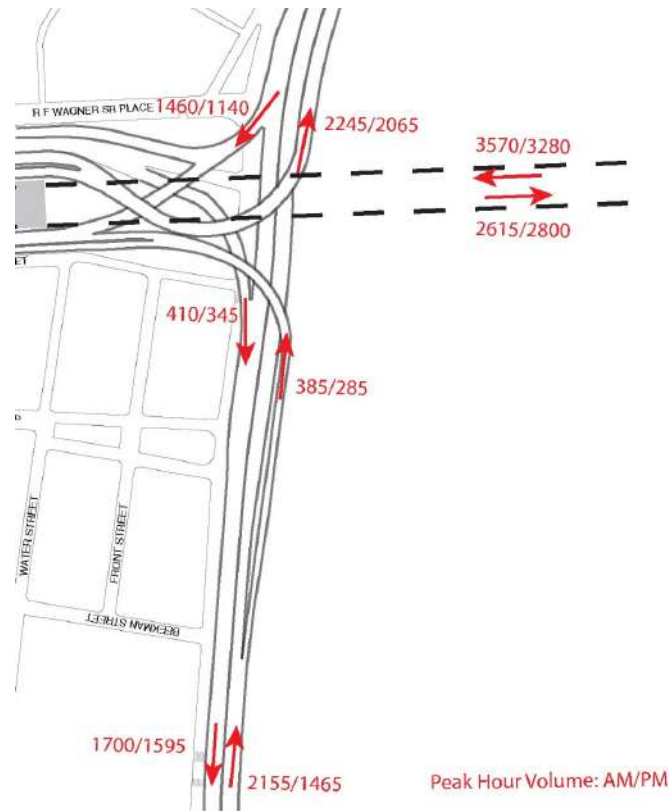 R F WAGNER SR PLACE
1460/1140
2245/2065
3570/3280
2615/2800
ET
410/345
385/285
WATER STREET
FRONT STREET
BEEKMAN STREET
1700/1595
2155/1465
Peak Hour Volume: AM/PM